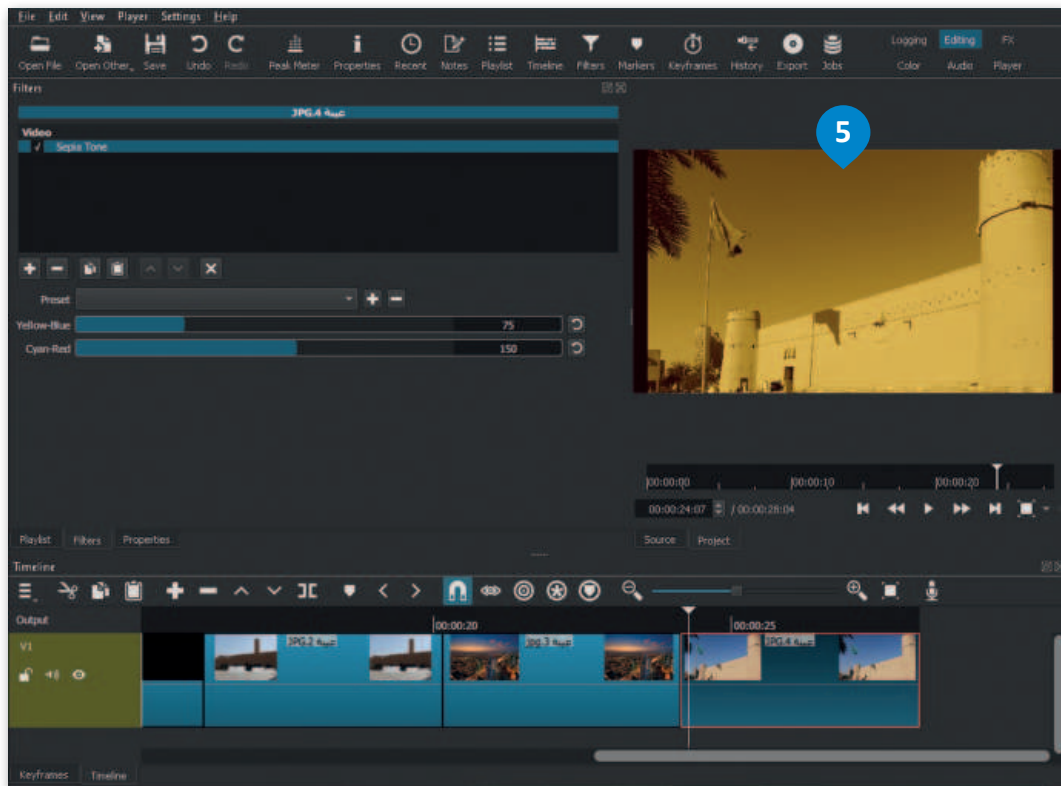 File Edit View Player Settings Help
Open File Open Other... Save Undo Redo Peak Meter Properties Recent Notes Playlist Timeline Filters Markers Keyframes History Export Jobs
Logging Editing FX
Color Audio Player
Filters
عينة 4.JPG
5
Video
✓ Sepia Tone
Preset
Yellow-Blue 75
Cyan-Red 150
00:00:00 00:00:10 00:00:20
00:00:24:07 / 00:00:28:04
Playlist Filters Properties
Source Project
Timeline
Output
00:00:20 00:00:25
V1
عينة 2.JPG عينة 3.jpg عينة 4.JPG
Keyframes Timeline